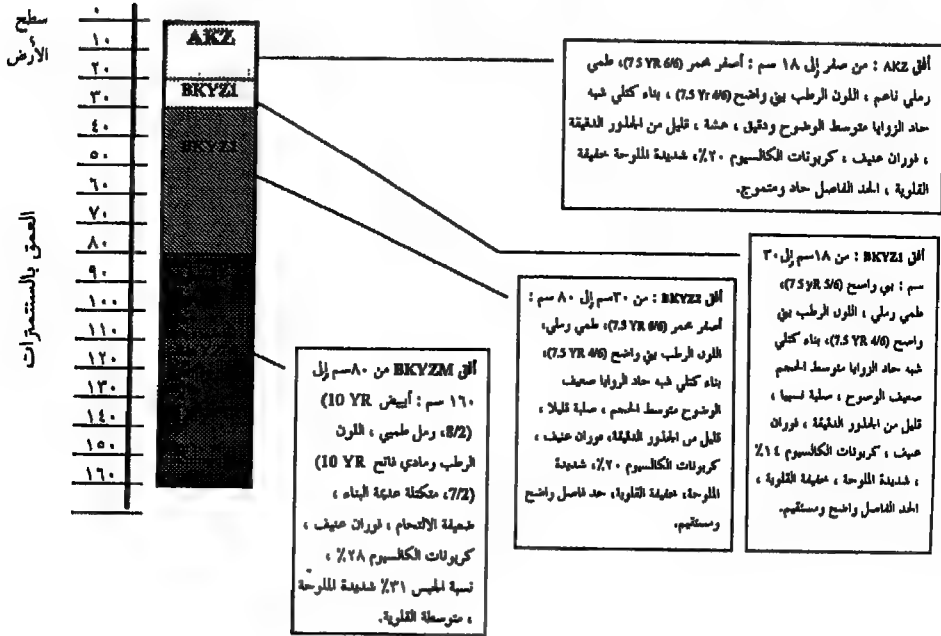 سطح
الأرض
٠
١٠
٢٠
٣٠
٤٠
٥٠
٦٠
٧٠
٨٠
٩٠
١٠٠
١١٠
١٢٠
١٣٠
١٤٠
١٥٠
١٦٠
العمق بالسنتمترات
AKZ
BKYZ1
BKYZ1
أفق AKZ : من صفر إلى ١٨ سم : أصفر محمر (7.5 YR 6/6)، طمي
رملي ناعم ، اللون الرطب بني واضح (7.5 Yr 4/6) ، بناء كتلي شبه
حاد الزوايا متوسط الوضوح ودقيق ، هشة ، قليل من الجذور الدقيقة
، فوران عنيف ، كربونات الكالسيوم ٢٠٪، شديدة الملوحة خفيفة
القلوية ، الحد الفاصل حاد ومتموج.
أفق BKYZ1 : من ١٨سم إلى ٣٠
سم : بني واضح (7.5 yR 5/6)،
طمي رملي ، اللون الرطب بني
واضح (7.5 YR 4/6)، بناء كتلي
شبه حاد الزوايا متوسط الحجم
ضعيف الوضوح ، صلبة نسبيا ،
قليل من الجذور الدقيقة ، فوران
عنيف ، كربونات الكالسيوم ١٤٪
، شديدة الملوحة ، خفيفة القلوية ،
الحد الفاصل واضح ومستقيم.
أفق BKYZ2 : من ٣٠سم إلى ٨٠ سم :
أصفر محمر (7.5 YR 6/6)، طمي رملي،
اللون الرطب بني واضح (7.5 YR 4/6)،
بناء كتلي شبه حاد الزوايا ضعيف
الوضوح متوسط الحجم ، صلبة قليلا ،
قليل من الجذور الدقيقة، فوران عنيف ،
كربونات الكالسيوم ٢٠٪، شديدة
الملوحة، خفيفة القلوية، حد فاصل واضح
ومستقيم.
أفق BKYZM من ٨٠سم إلى
١٦٠ سم : أبيض (10 YR
8/2)، رمل طميي ، اللون
الرطب رمادي فاتح (10 YR
7/2)، متكتلة عديمة البناء ،
ضعيفة الالتحام ، فوران عنيف ،
كربونات الكالسيوم ٢٨٪ ،
نسبة الجبس ٣١٪ شديدة الملوحة
، متوسطة القلوية.